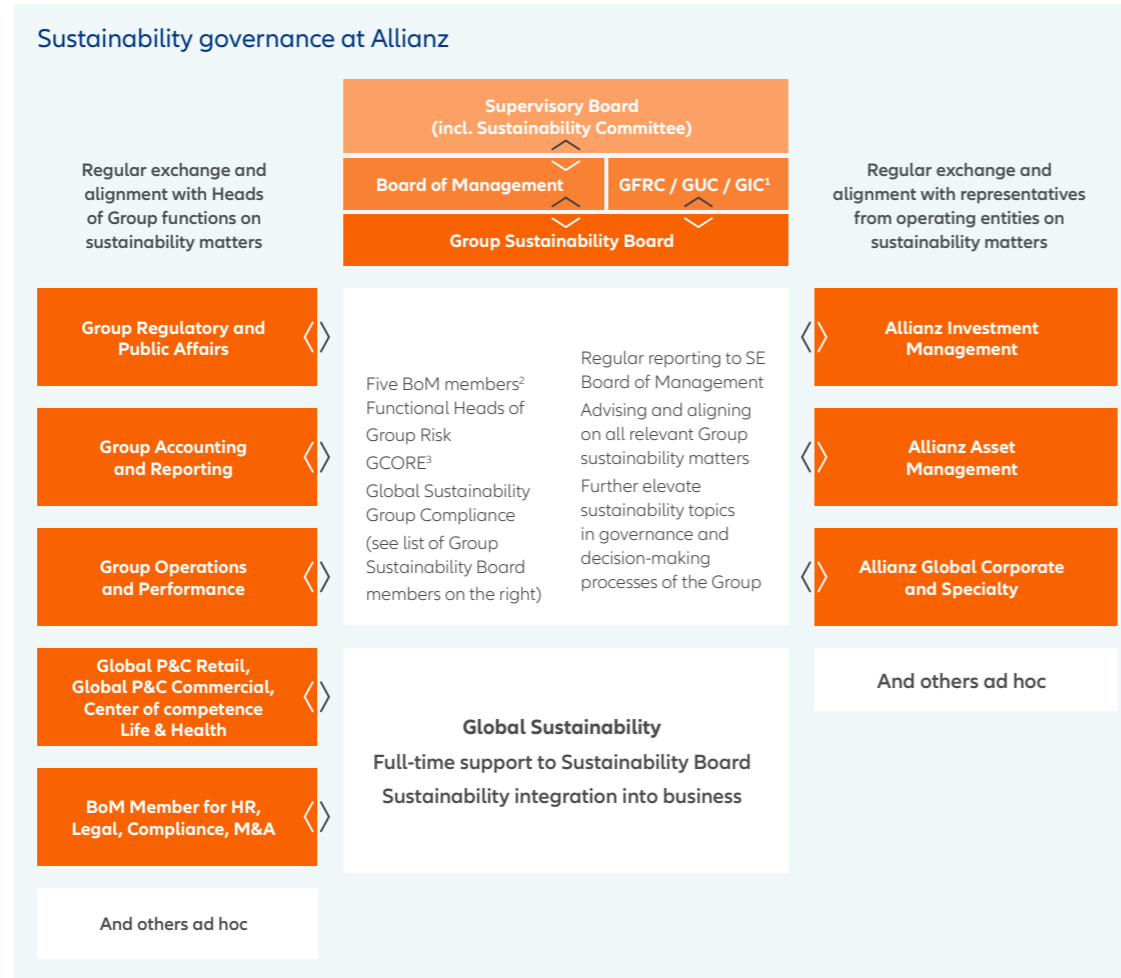 Sustainability governance at Allianz
Supervisory Board
(incl. Sustainability Committee)
Board of Management
GFRC / GUC / GIC¹
Group Sustainability Board
Regular exchange and
alignment with Heads
of Group functions on
sustainability matters
Group Regulatory and
Public Affairs
Group Accounting
and Reporting
Group Operations
and Performance
Global P&C Retail,
Global P&C Commercial,
Center of competence
Life & Health
BoM Member for HR,
Legal, Compliance, M&A
And others ad hoc
Five BoM members²
Functional Heads of
Group Risk
GCORE³
Global Sustainability
Group Compliance
(see list of Group
Sustainability Board
members on the right)
Regular reporting to SE
Board of Management
Advising and aligning
on all relevant Group
sustainability matters
Further elevate
sustainability topics
in governance and
decision-making
processes of the Group
Global Sustainability
Full-time support to Sustainability Board
Sustainability integration into business
Regular exchange and
alignment with representatives
from operating entities on
sustainability matters
Allianz Investment
Management
Allianz Asset
Management
Allianz Global Corporate
and Specialty
And others ad hoc